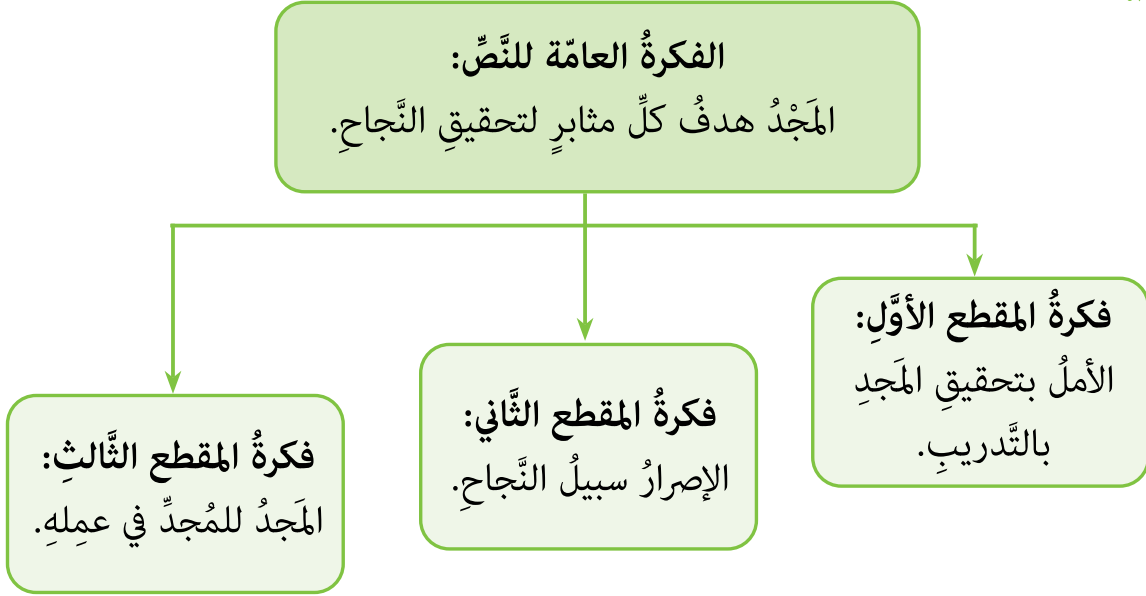 الفكرةُ العامّة للنَّصِّ:
المَجْدُ هدفُ كلِّ مثابرٍ لتحقيقِ النَّجاحِ.
فكرةُ المقطع الأوَّلِ:
الأملُ بتحقيقِ المَجدِ
بالتَّدريبِ.
فكرةُ المقطع الثَّاني:
الإصرارُ سبيلُ النَّجاحِ.
فكرةُ المقطع الثَّالثِ:
المَجدُ للمُجدِّ في عمِلهِ.